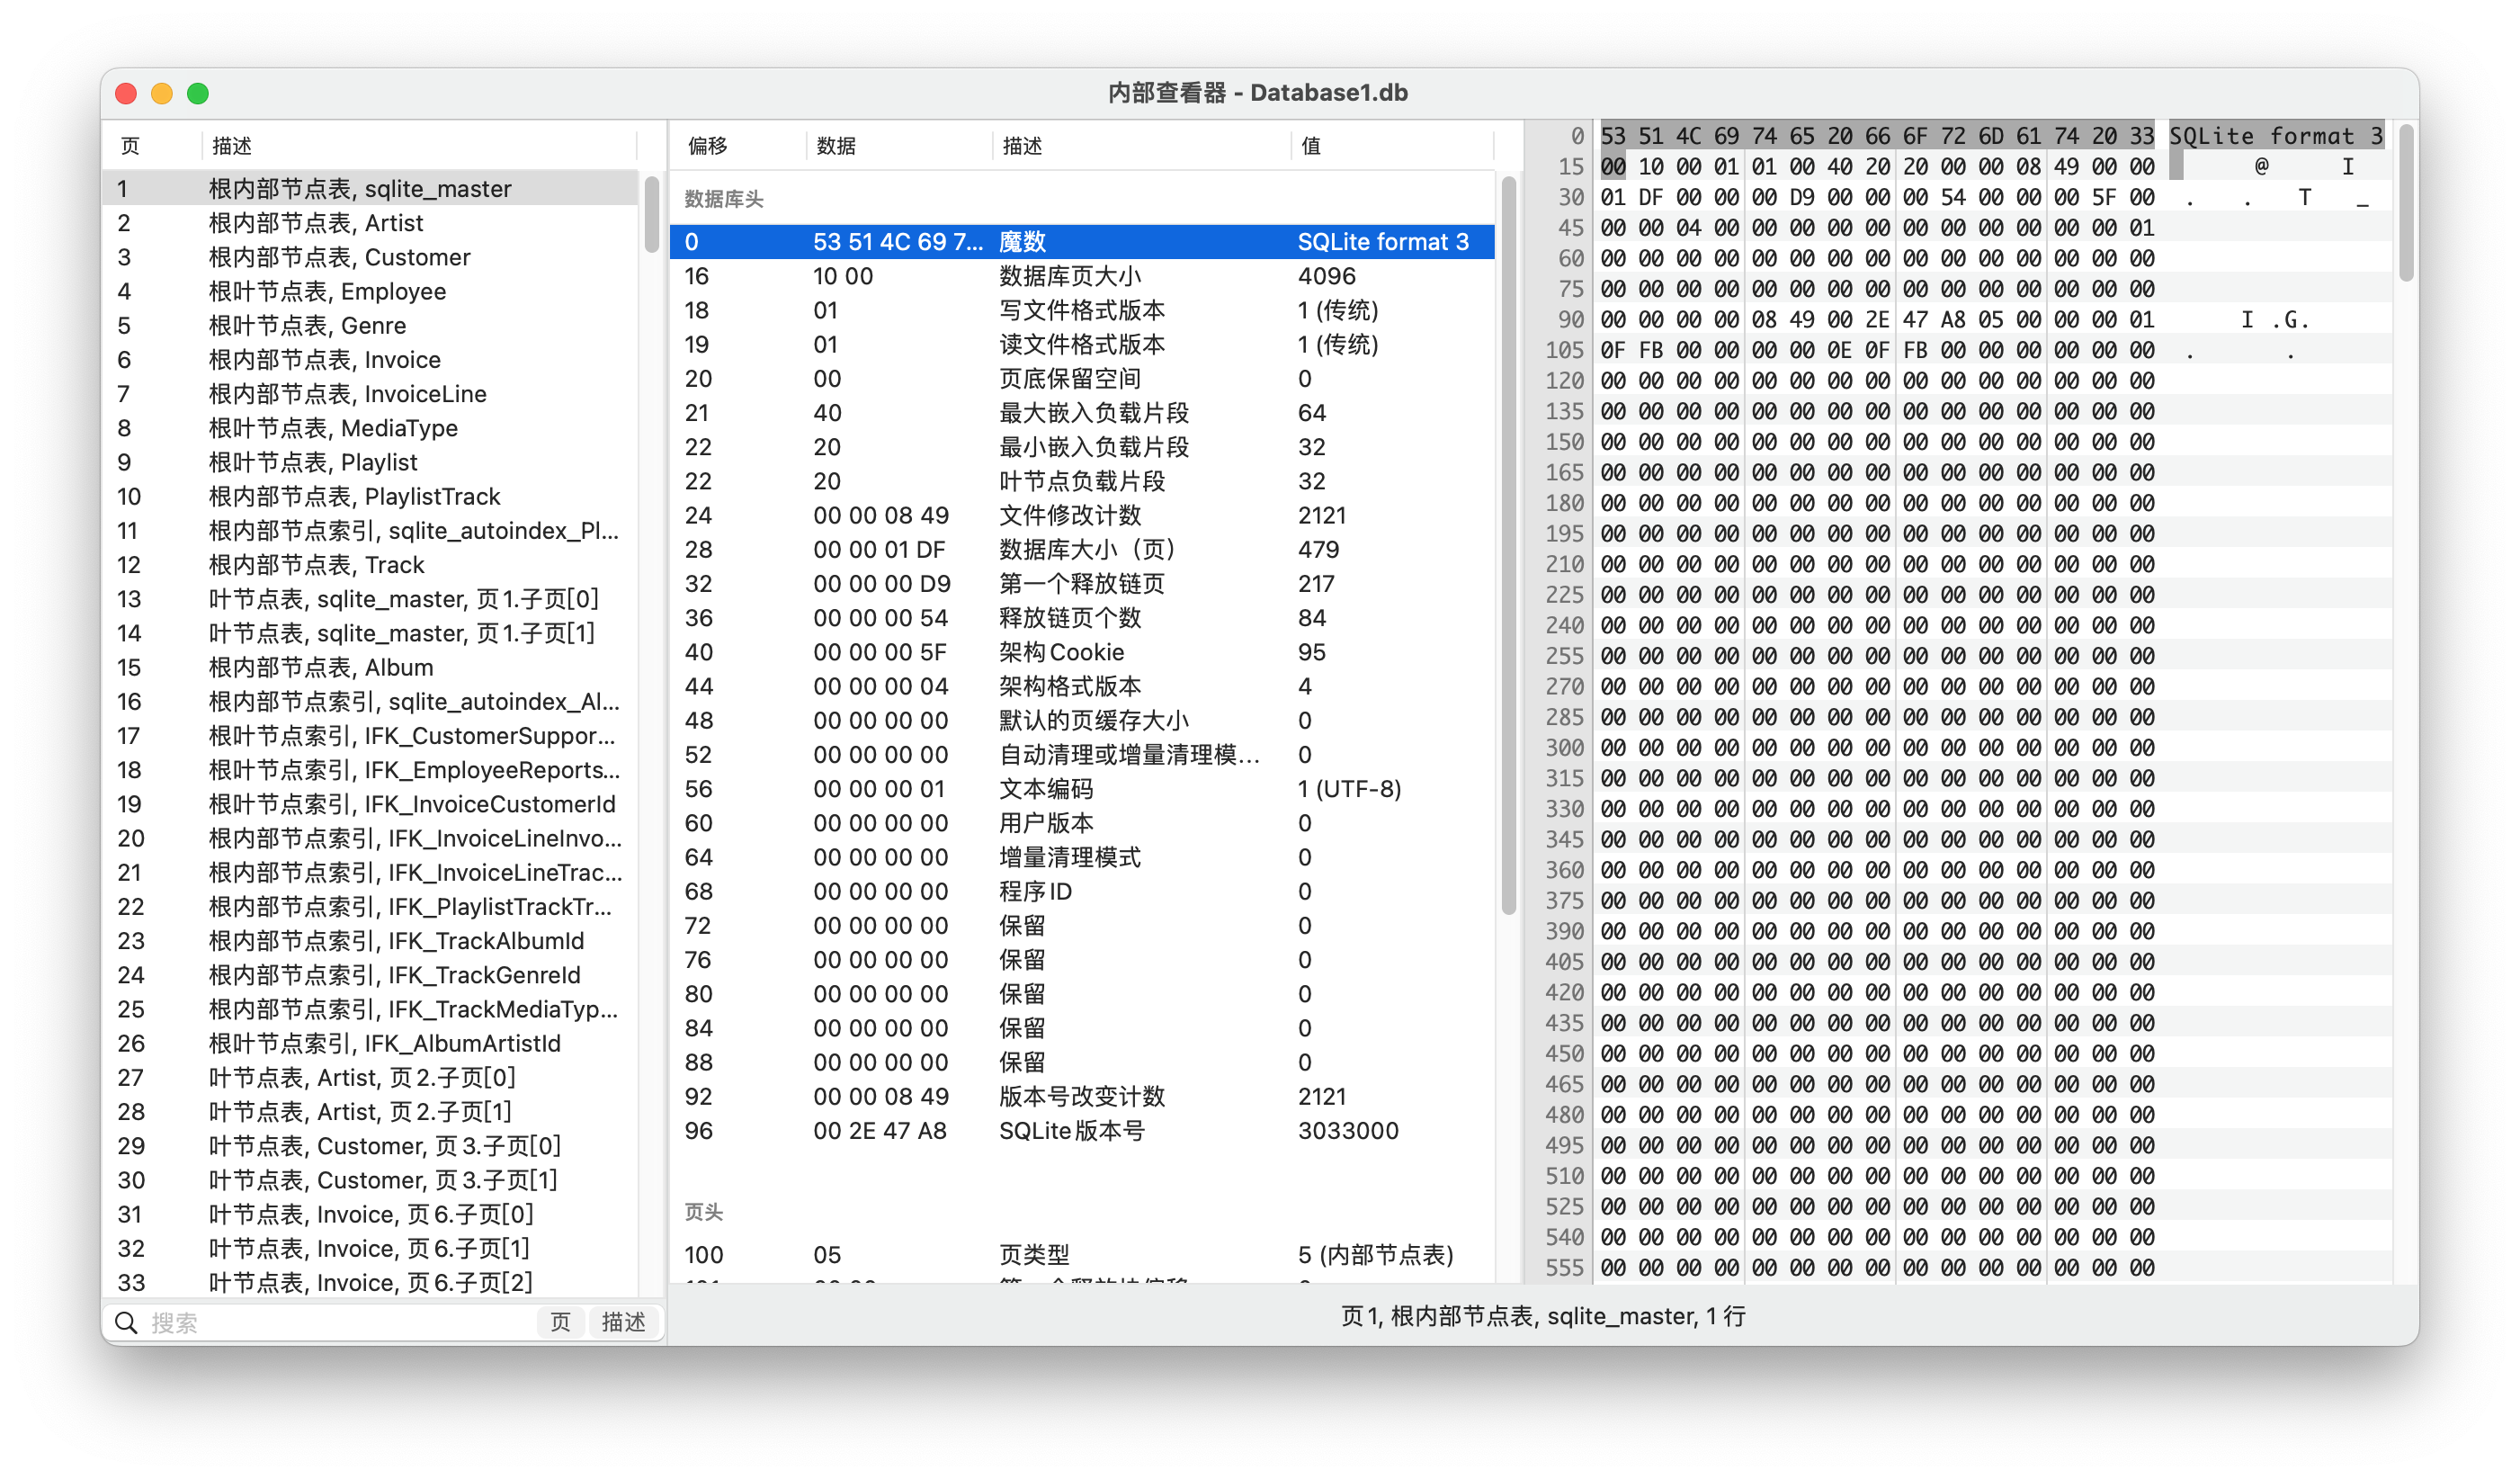 内部查看器 - Database1.db
页 描述
1 根内部节点表, sqlite_master
2 根内部节点表, Artist
3 根内部节点表, Customer
4 根叶节点表, Employee
5 根叶节点表, Genre
6 根内部节点表, Invoice
7 根内部节点表, InvoiceLine
8 根叶节点表, MediaType
9 根叶节点表, Playlist
10 根内部节点表, PlaylistTrack
11 根内部节点索引, sqlite_autoindex_Pl...
12 根内部节点表, Track
13 叶节点表, sqlite_master, 页1.子页[0]
14 叶节点表, sqlite_master, 页1.子页[1]
15 根内部节点表, Album
16 根内部节点索引, sqlite_autoindex_Al...
17 根叶节点索引, IFK_CustomerSuppor...
18 根叶节点索引, IFK_EmployeeReports...
19 根叶节点索引, IFK_InvoiceCustomerId
20 根内部节点索引, IFK_InvoiceLineInvo...
21 根内部节点索引, IFK_InvoiceLineTrac...
22 根内部节点索引, IFK_PlaylistTrackTr...
23 根内部节点索引, IFK_TrackAlbumId
24 根内部节点索引, IFK_TrackGenreId
25 根内部节点索引, IFK_TrackMediaTyp...
26 根叶节点索引, IFK_AlbumArtistId
27 叶节点表, Artist, 页2.子页[0]
28 叶节点表, Artist, 页2.子页[1]
29 叶节点表, Customer, 页3.子页[0]
30 叶节点表, Customer, 页3.子页[1]
31 叶节点表, Invoice, 页6.子页[0]
32 叶节点表, Invoice, 页6.子页[1]
33 叶节点表, Invoice, 页6.子页[2]
搜索 页 描述
偏移 数据 描述 值
数据库头
0 53 51 4C 69 7... 魔数 SQLite format 3
16 10 00 数据库页大小 4096
18 01 写文件格式版本 1 (传统)
19 01 读文件格式版本 1 (传统)
20 00 页底保留空间 0
21 40 最大嵌入负载片段 64
22 20 最小嵌入负载片段 32
22 20 叶节点负载片段 32
24 00 00 08 49 文件修改计数 2121
28 00 00 01 DF 数据库大小（页） 479
32 00 00 00 D9 第一个释放链页 217
36 00 00 00 54 释放链页个数 84
40 00 00 00 5F 架构Cookie 95
44 00 00 00 04 架构格式版本 4
48 00 00 00 00 默认的页缓存大小 0
52 00 00 00 00 自动清理或增量清理模... 0
56 00 00 00 01 文本编码 1 (UTF-8)
60 00 00 00 00 用户版本 0
64 00 00 00 00 增量清理模式 0
68 00 00 00 00 程序ID 0
72 00 00 00 00 保留 0
76 00 00 00 00 保留 0
80 00 00 00 00 保留 0
84 00 00 00 00 保留 0
88 00 00 00 00 保留 0
92 00 00 08 49 版本号改变计数 2121
96 00 2E 47 A8 SQLite版本号 3033000
页头
100 05 页类型 5 (内部节点表)
0 53 51 4C 69 74 65 20 66 6F 72 6D 61 74 20 33 SQLite format 3
15 00 10 00 01 01 00 40 20 20 00 00 08 49 00 00 @ I
30 01 DF 00 00 00 D9 00 00 00 54 00 00 00 5F 00 . . T _
45 00 00 04 00 00 00 00 00 00 00 00 00 00 00 01
60 00 00 00 00 00 00 00 00 00 00 00 00 00 00 00
75 00 00 00 00 00 00 00 00 00 00 00 00 00 00 00
90 00 00 00 00 08 49 00 2E 47 A8 05 00 00 00 01 I .G.
105 0F FB 00 00 00 00 0E 0F FB 00 00 00 00 00 00 . .
120 00 00 00 00 00 00 00 00 00 00 00 00 00 00 00
135 00 00 00 00 00 00 00 00 00 00 00 00 00 00 00
150 00 00 00 00 00 00 00 00 00 00 00 00 00 00 00
165 00 00 00 00 00 00 00 00 00 00 00 00 00 00 00
180 00 00 00 00 00 00 00 00 00 00 00 00 00 00 00
195 00 00 00 00 00 00 00 00 00 00 00 00 00 00 00
210 00 00 00 00 00 00 00 00 00 00 00 00 00 00 00
225 00 00 00 00 00 00 00 00 00 00 00 00 00 00 00
240 00 00 00 00 00 00 00 00 00 00 00 00 00 00 00
255 00 00 00 00 00 00 00 00 00 00 00 00 00 00 00
270 00 00 00 00 00 00 00 00 00 00 00 00 00 00 00
285 00 00 00 00 00 00 00 00 00 00 00 00 00 00 00
300 00 00 00 00 00 00 00 00 00 00 00 00 00 00 00
315 00 00 00 00 00 00 00 00 00 00 00 00 00 00 00
330 00 00 00 00 00 00 00 00 00 00 00 00 00 00 00
345 00 00 00 00 00 00 00 00 00 00 00 00 00 00 00
360 00 00 00 00 00 00 00 00 00 00 00 00 00 00 00
375 00 00 00 00 00 00 00 00 00 00 00 00 00 00 00
390 00 00 00 00 00 00 00 00 00 00 00 00 00 00 00
405 00 00 00 00 00 00 00 00 00 00 00 00 00 00 00
420 00 00 00 00 00 00 00 00 00 00 00 00 00 00 00
435 00 00 00 00 00 00 00 00 00 00 00 00 00 00 00
450 00 00 00 00 00 00 00 00 00 00 00 00 00 00 00
465 00 00 00 00 00 00 00 00 00 00 00 00 00 00 00
480 00 00 00 00 00 00 00 00 00 00 00 00 00 00 00
495 00 00 00 00 00 00 00 00 00 00 00 00 00 00 00
510 00 00 00 00 00 00 00 00 00 00 00 00 00 00 00
525 00 00 00 00 00 00 00 00 00 00 00 00 00 00 00
540 00 00 00 00 00 00 00 00 00 00 00 00 00 00 00
555 00 00 00 00 00 00 00 00 00 00 00 00 00 00 00
页1, 根内部节点表, sqlite_master, 1 行